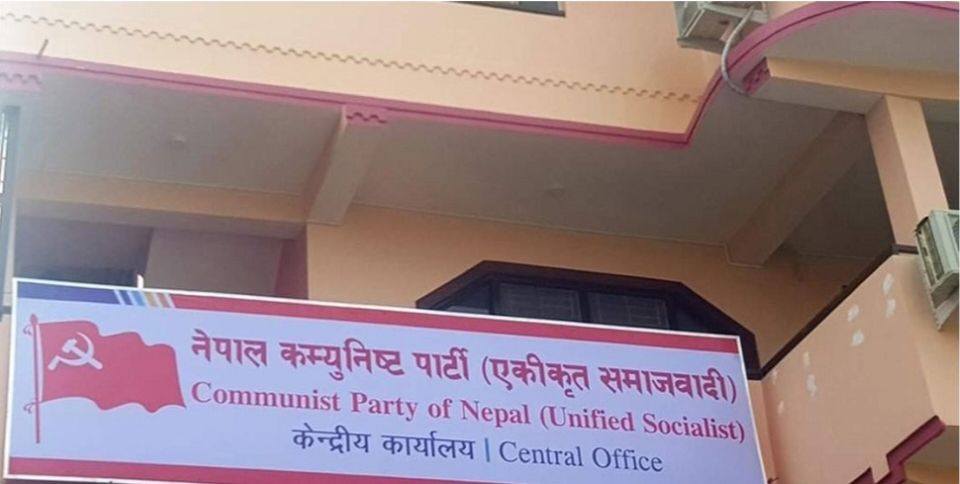 नेपाल कम्युनिष्ट पार्टी (एकीकृत समाजवादी)
Communist Party of Nepal (Unified Socialist)
केन्द्रीय कार्यालय | Central Office